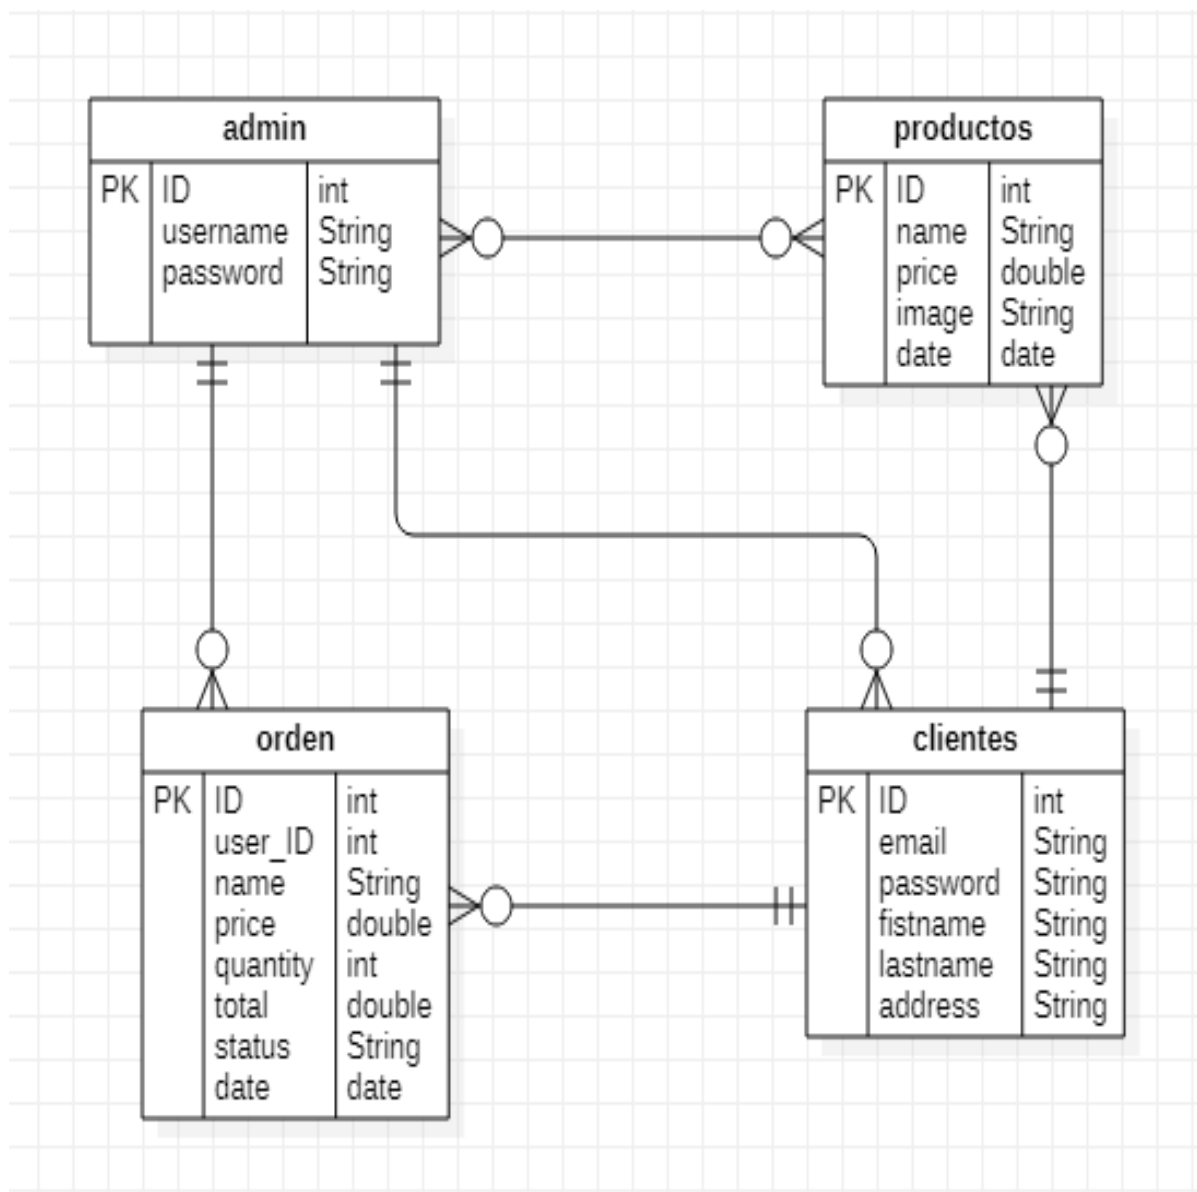 admin
PK ID int
username String
password String
productos
PK ID int
name String
price double
image String
date date
orden
PK ID int
user_ID int
name String
price double
quantity int
total double
status String
date date
clientes
PK ID int
email String
password String
fistname String
lastname String
address String